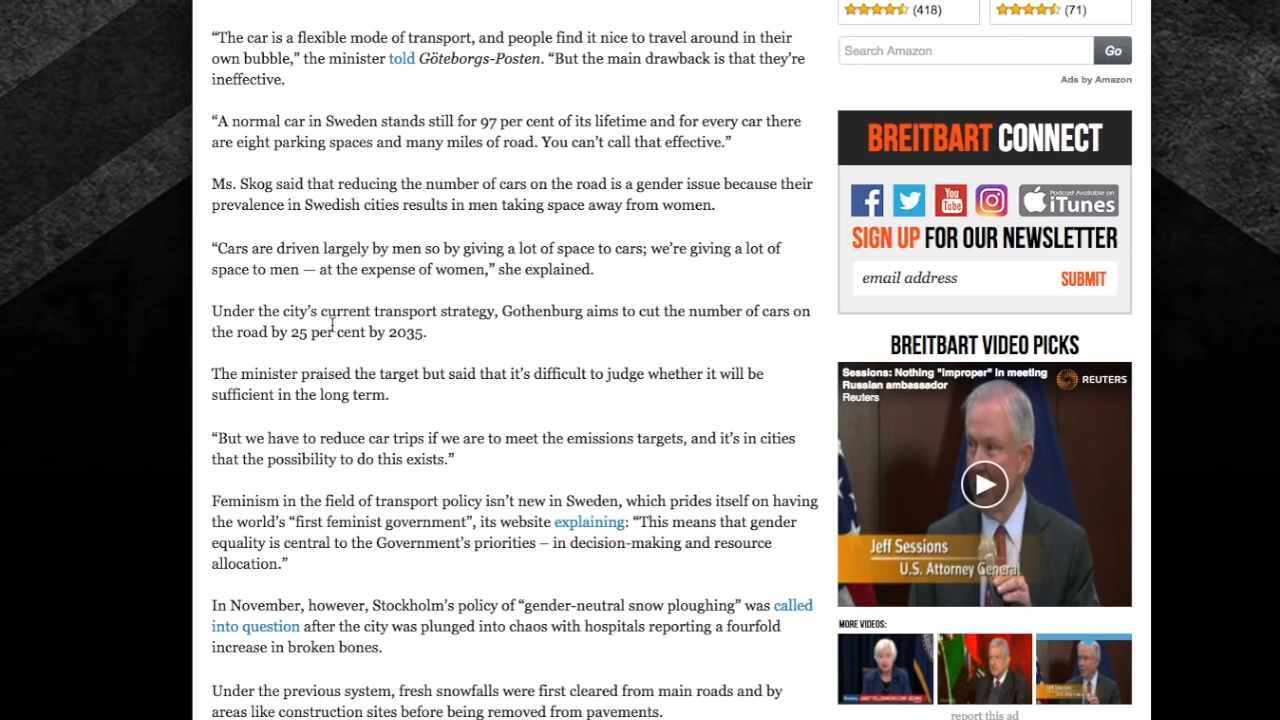 “The car is a flexible mode of transport, and people find it nice to travel around in their
own bubble,” the minister told Göteborgs-Posten. “But the main drawback is that they’re
ineffective.
“A normal car in Sweden stands still for 97 per cent of its lifetime and for every car there
are eight parking spaces and many miles of road. You can’t call that effective.”
Ms. Skog said that reducing the number of cars on the road is a gender issue because their
prevalence in Swedish cities results in men taking space away from women.
“Cars are driven largely by men so by giving a lot of space to cars; we’re giving a lot of
space to men — at the expense of women,” she explained.
Under the city’s current transport strategy, Gothenburg aims to cut the number of cars on
the road by 25 per cent by 2035.
The minister praised the target but said that it’s difficult to judge whether it will be
sufficient in the long term.
“But we have to reduce car trips if we are to meet the emissions targets, and it’s in cities
that the possibility to do this exists.”
Feminism in the field of transport policy isn’t new in Sweden, which prides itself on having
the world’s “first feminist government”, its website explaining: “This means that gender
equality is central to the Government’s priorities – in decision-making and resource
allocation.”
In November, however, Stockholm’s policy of “gender-neutral snow ploughing” was called
into question after the city was plunged into chaos with hospitals reporting a fourfold
increase in broken bones.
Under the previous system, fresh snowfalls were first cleared from main roads and by
areas like construction sites before being removed from pavements.
(418)
(71)
Search Amazon
Go
Ads by Amazon
BREITBART CONNECT
You
Tube
Podcast Available on
iTunes
SIGN UP FOR OUR NEWSLETTER
email address
SUBMIT
BREITBART VIDEO PICKS
Sessions: Nothing "Improper" in meeting
Russian ambassador
Reuters
REUTERS
Jeff Sessions
U.S. Attorney General
MORE VIDEOS:
report this ad